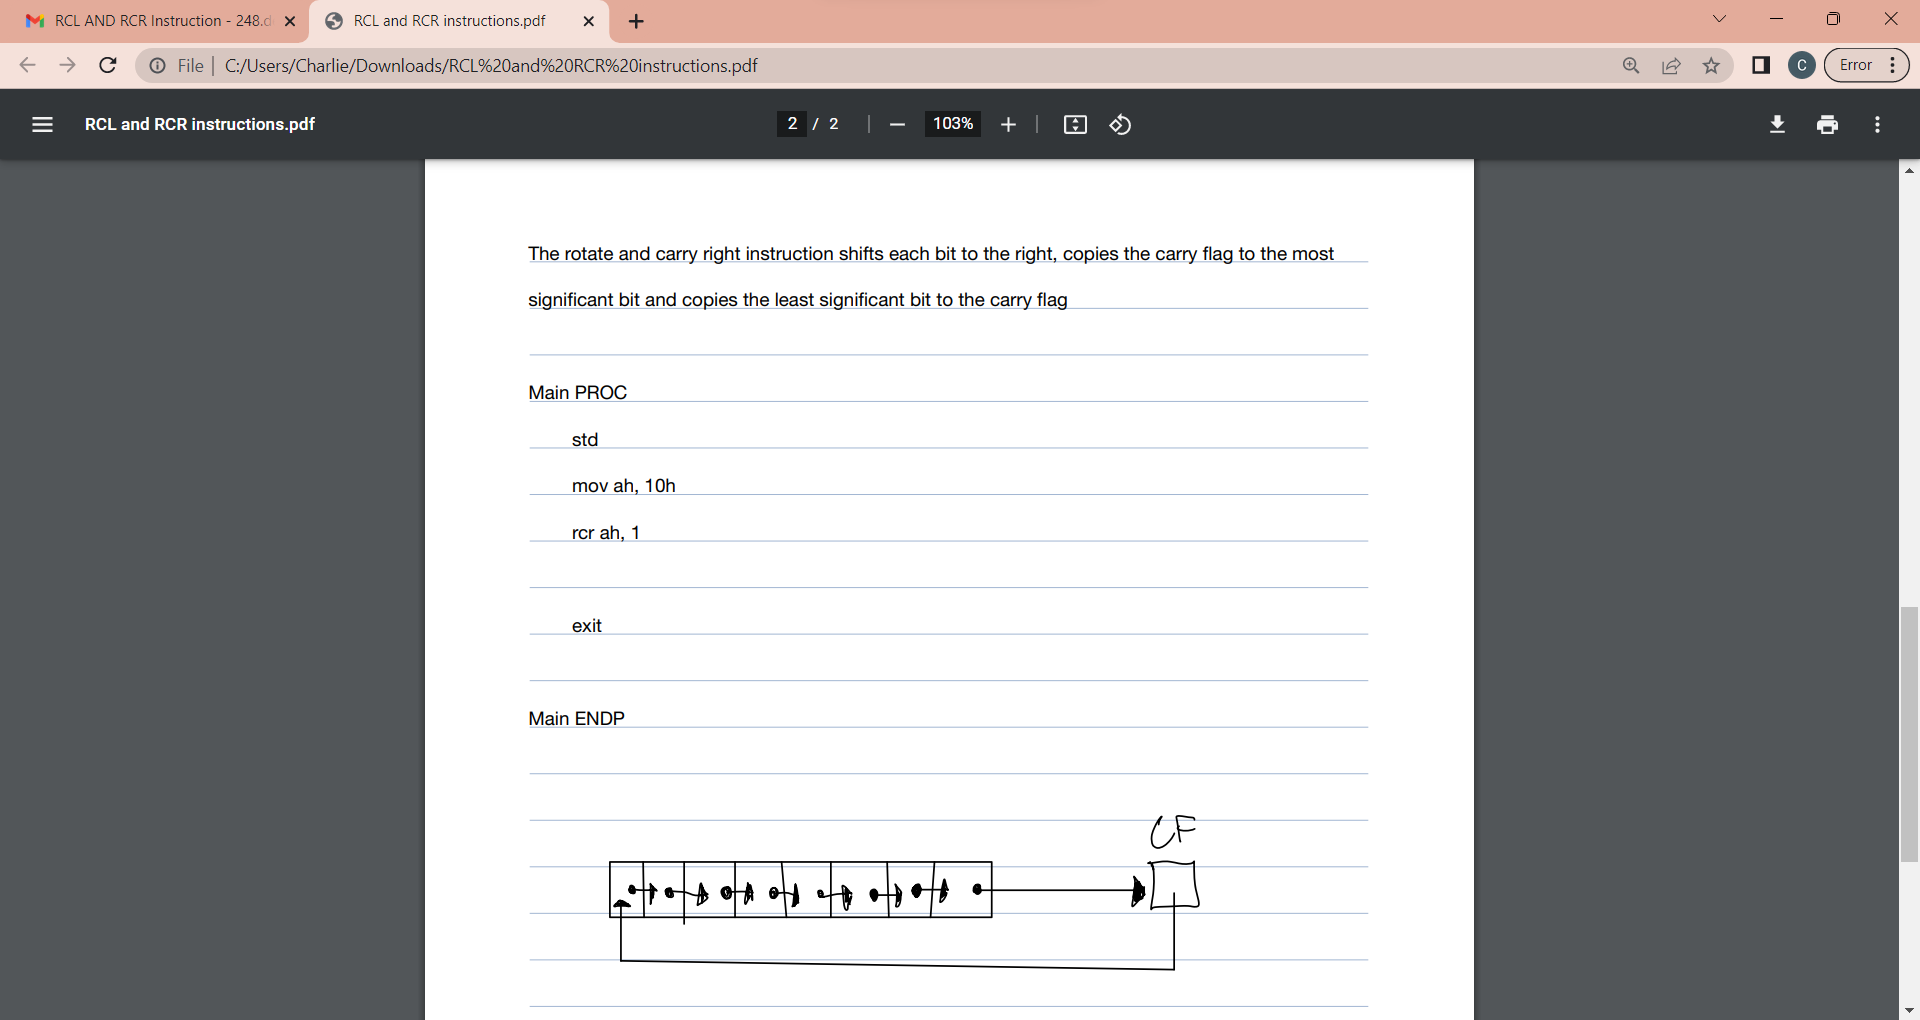 RCL AND RCR Instruction - 248.d
RCL and RCR instructions.pdf
File
C:/Users/Charlie/Downloads/RCL%20and%20RCR%20instructions.pdf
C
Error
RCL and RCR instructions.pdf
2 / 2
103%
The rotate and carry right instruction shifts each bit to the right, copies the carry flag to the most
significant bit and copies the least significant bit to the carry flag
Main PROC
std
mov ah, 10h
rcr ah, 1
exit
Main ENDP
CF